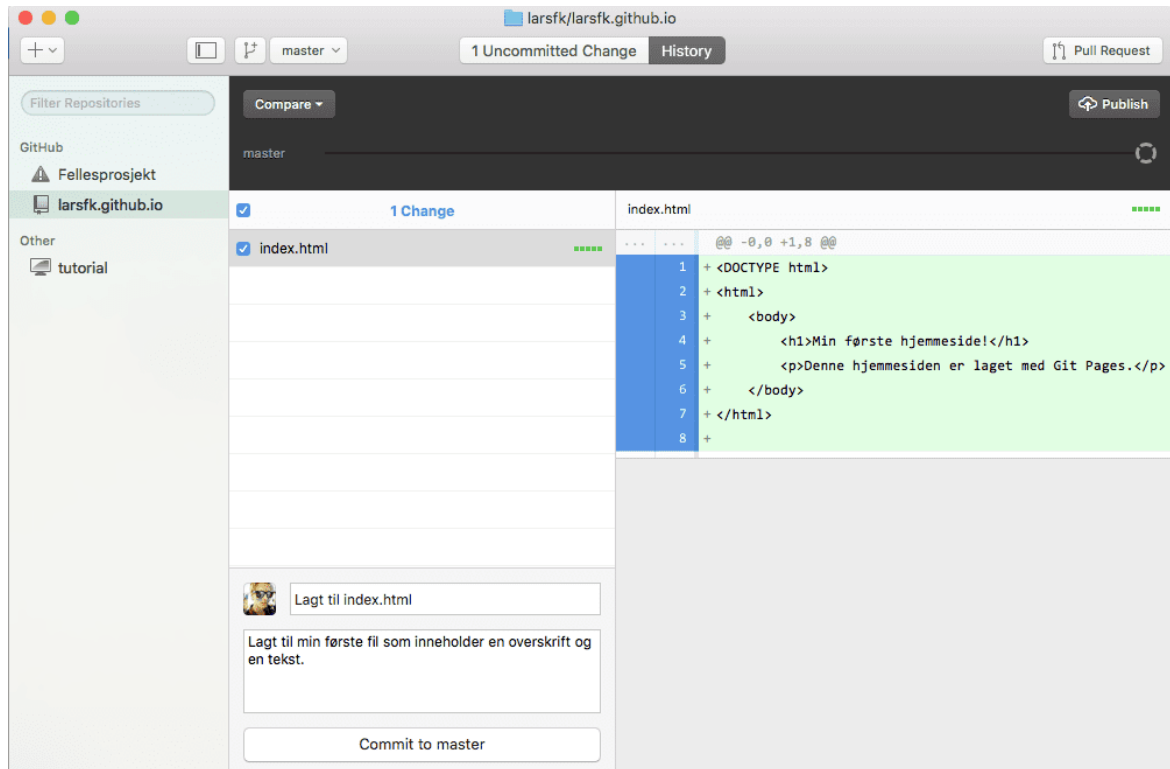 larsfk/larsfk.github.io
master
1 Uncommitted Change
History
Pull Request
Filter Repositories
GitHub
Fellesprosjekt
larsfk.github.io
Other
tutorial
Compare
Publish
master
1 Change
index.html
Lagt til index.html
Lagt til min første fil som inneholder en overskrift og
en tekst.
Commit to master
index.html
... ... @@ -0,0 +1,8 @@
1 + <DOCTYPE html>
2 + <html>
3 +     <body>
4 +         <h1>Min første hjemmeside!</h1>
5 +         <p>Denne hjemmesiden er laget med Git Pages.</p>
6 +     </body>
7 + </html>
8 +